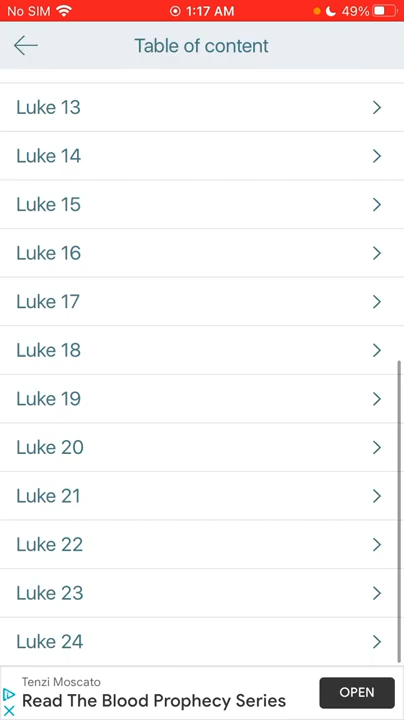 No SIM 1:17 AM 49%
Table of content
Luke 13
Luke 14
Luke 15
Luke 16
Luke 17
Luke 18
Luke 19
Luke 20
Luke 21
Luke 22
Luke 23
Luke 24
Tenzi Moscato
Read The Blood Prophecy Series
OPEN